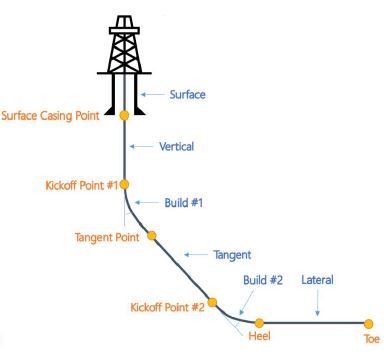 Surface
Surface Casing Point
Vertical
Kickoff Point #1
Build #1
Tangent Point
Tangent
Build #2
Lateral
Kickoff Point #2
Heel
Toe